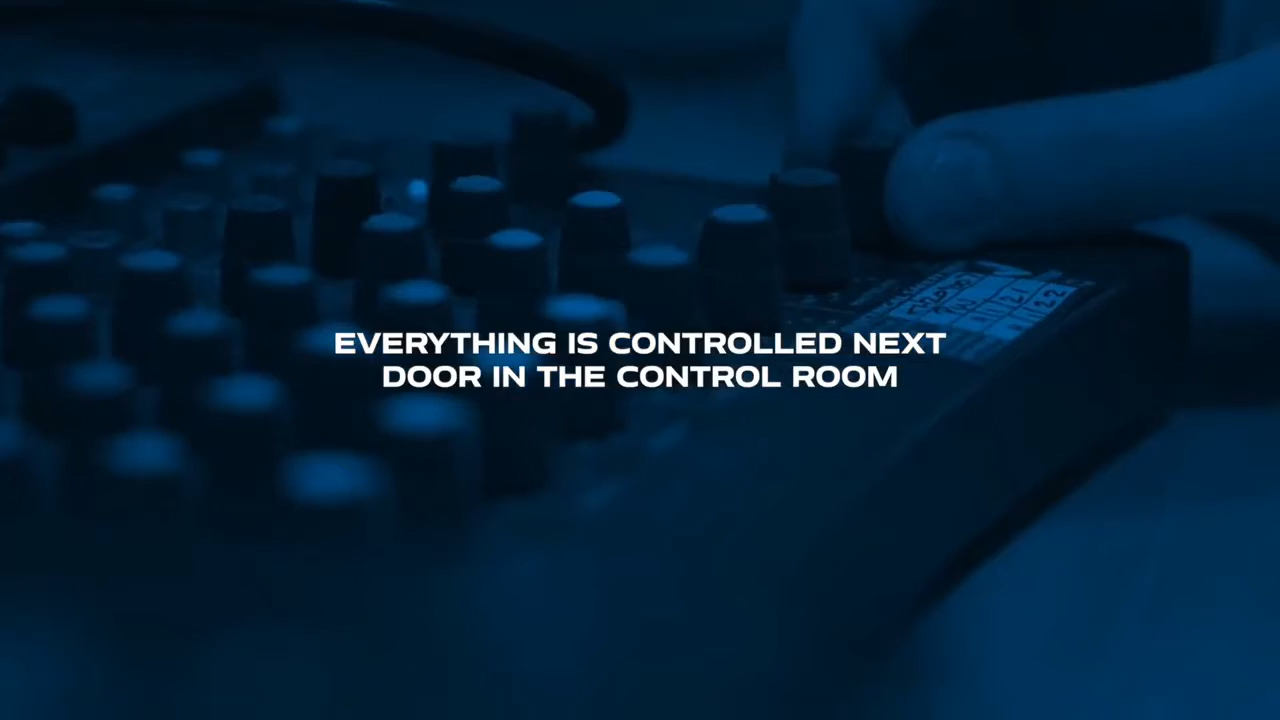 EVERYTHING IS CONTROLLED NEXT
DOOR IN THE CONTROL ROOM